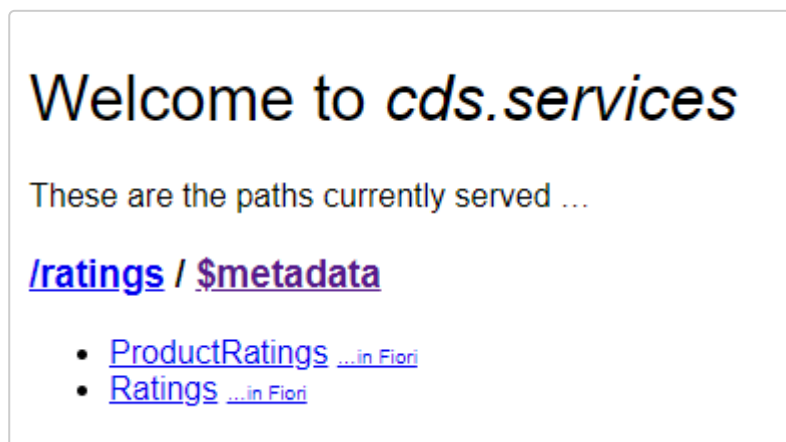 Welcome to cds.services
These are the paths currently served …
/ratings / $metadata
• ProductRatings ...in Fiori
• Ratings ...in Fiori